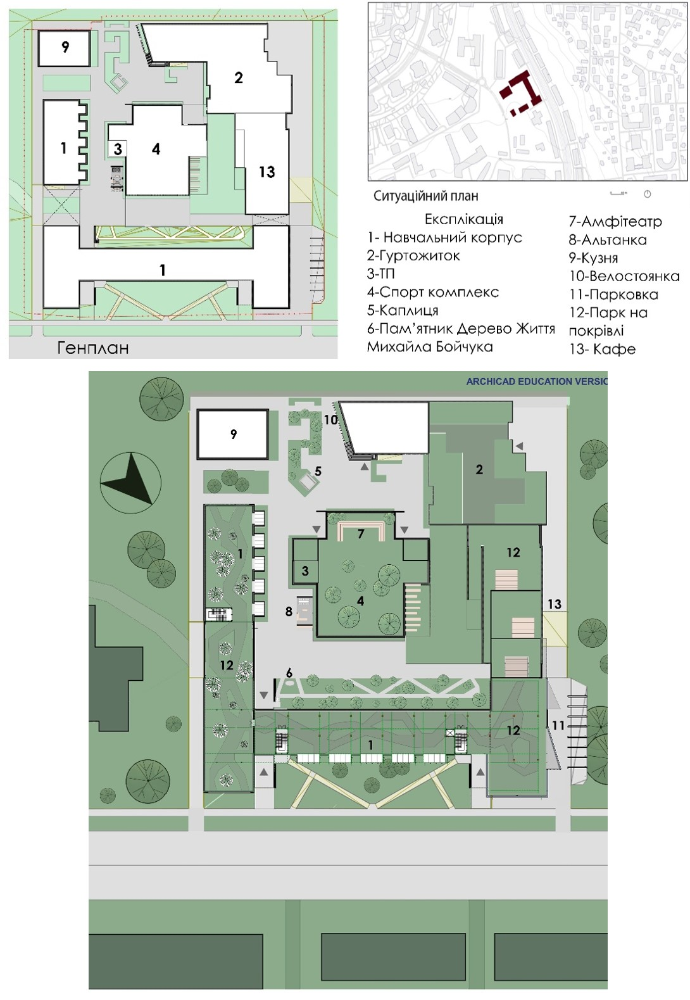 9
2
1
3
4
13
1
Генплан
Ситуаційний план
Експлікація
1- Навчальний корпус
2-Гуртожиток
3-ТП
4-Спорт комплекс
5-Каплиця
6-Пам’ятник Дерево Життя
Михайла Бойчука
7-Амфітеатр
8-Альтанка
9-Кузня
10-Велостоянка
11-Парковка
12-Парк на
покрівлі
13- Кафе
ARCHICAD EDUCATION VERSIO
9
10
5
2
7
1
12
3
4
8
13
12
6
11
12
1